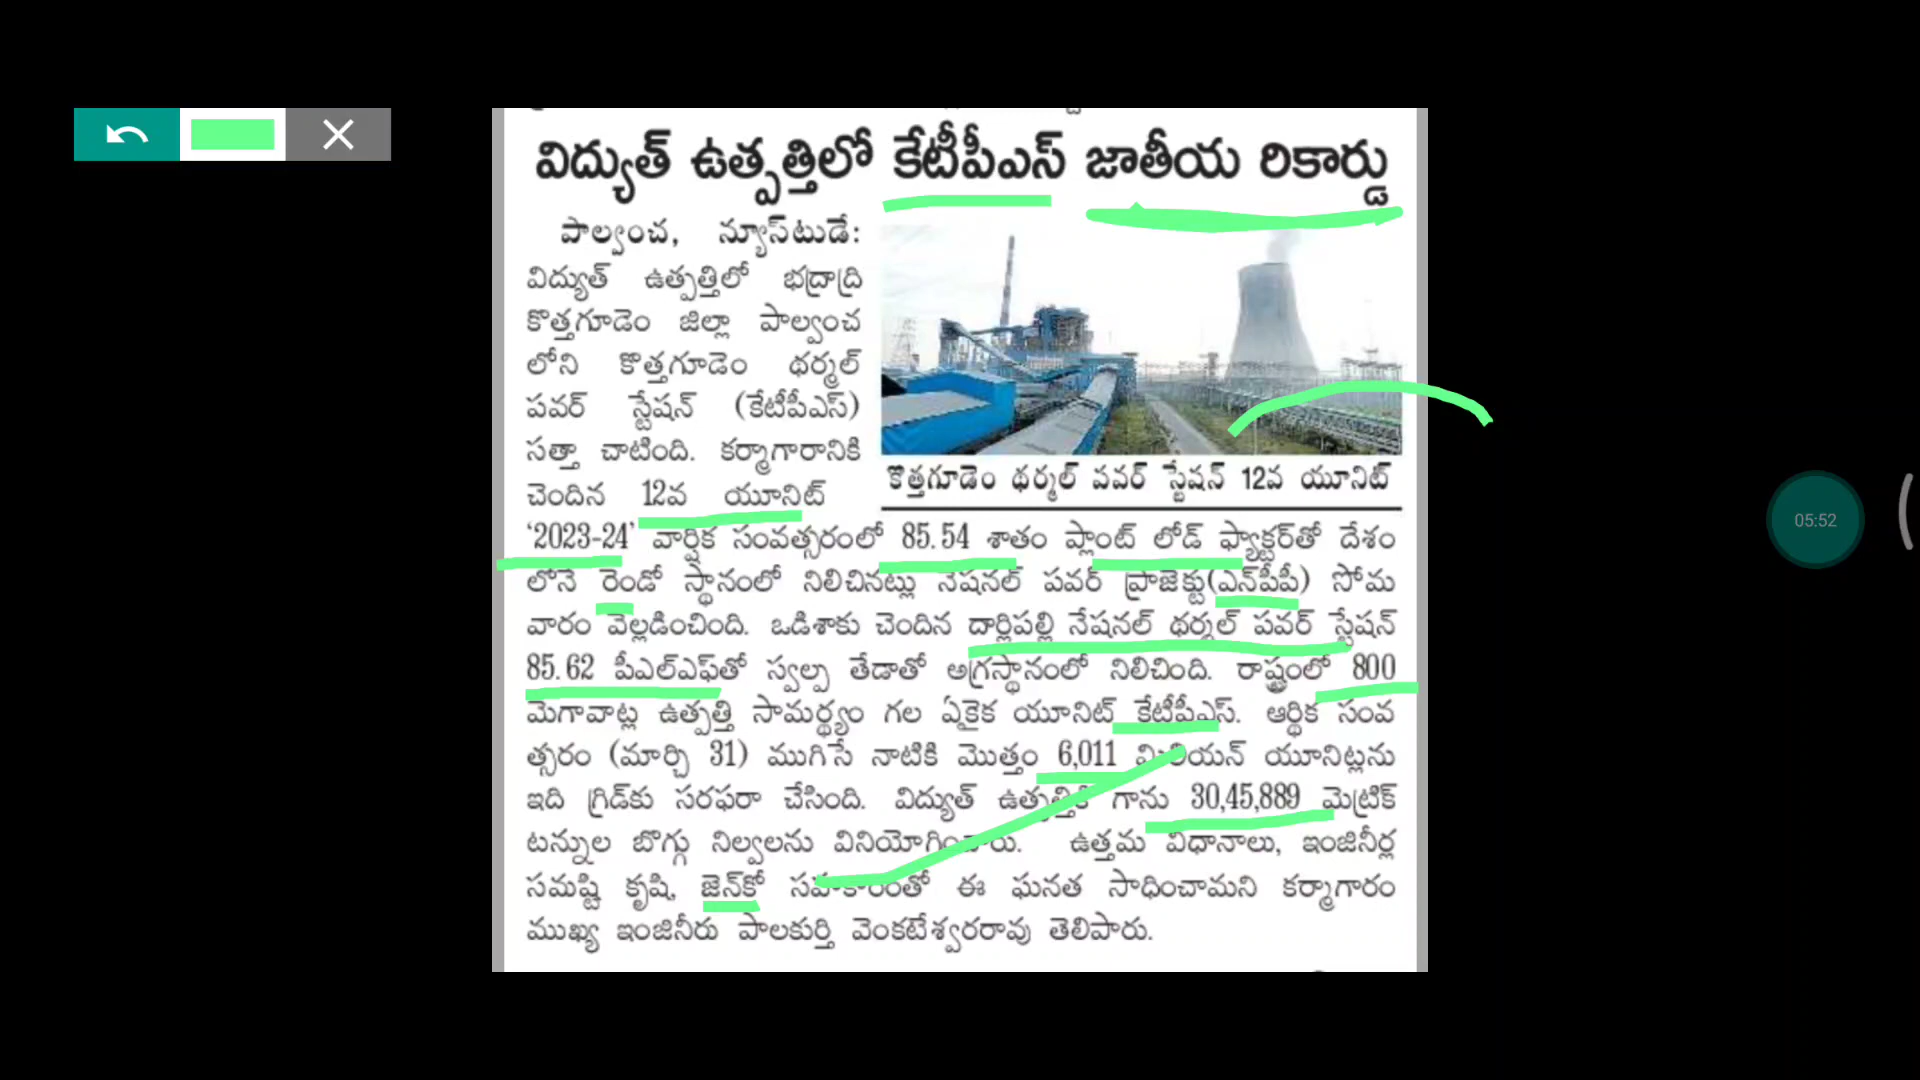 విద్యుత్ ఉత్పత్తిలో కేటీపీఎస్ జాతీయ రికార్డు
పాల్వంచ, న్యూస్‌టుడే:
విద్యుత్ ఉత్పత్తిలో భద్రాద్రి
కొత్తగూడెం జిల్లా పాల్వంచ
లోని కొత్తగూడెం థర్మల్
పవర్ స్టేషన్ (కేటీపీఎస్)
సత్తా చాటింది. కర్మాగారానికి
చెందిన 12వ యూనిట్
కొత్తగూడెం థర్మల్ పవర్ స్టేషన్ 12వ యూనిట్
‘2023-24’ వార్షిక సంవత్సరంలో 85.54 శాతం ప్లాంట్ లోడ్ ఫ్యాక్టర్‌తో దేశం
లోనే రెండో స్థానంలో నిలిచినట్లు నేషనల్ పవర్ ప్రాజెక్టు(ఎన్‌పీపీ) సోమ
వారం వెల్లడించింది. ఒడిశాకు చెందిన దార్లిపల్లి నేషనల్ థర్మల్ పవర్ స్టేషన్
85.62 పీఎల్ఎఫ్‌తో స్వల్ప తేడాతో అగ్రస్థానంలో నిలిచింది. రాష్ట్రంలో 800
మెగావాట్ల ఉత్పత్తి సామర్థ్యం గల ఏకైక యూనిట్ కేటీపీఎస్. ఆర్థిక సంవ
త్సరం (మార్చి 31) ముగిసే నాటికి మొత్తం 6,011 మిలియన్ యూనిట్లను
ఇది గ్రిడ్‌కు సరఫరా చేసింది. విద్యుత్ ఉత్పత్తికి గాను 30,45,889 మెట్రిక్
టన్నుల బొగ్గు నిల్వలను వినియోగించారు. ఉత్తమ విధానాలు, ఇంజినీర్ల
సమష్టి కృషి, జెన్‌కో సహకారంతో ఈ ఘనత సాధించామని కర్మాగారం
ముఖ్య ఇంజినీరు పాలకుర్తి వెంకటేశ్వరరావు తెలిపారు.
05:52